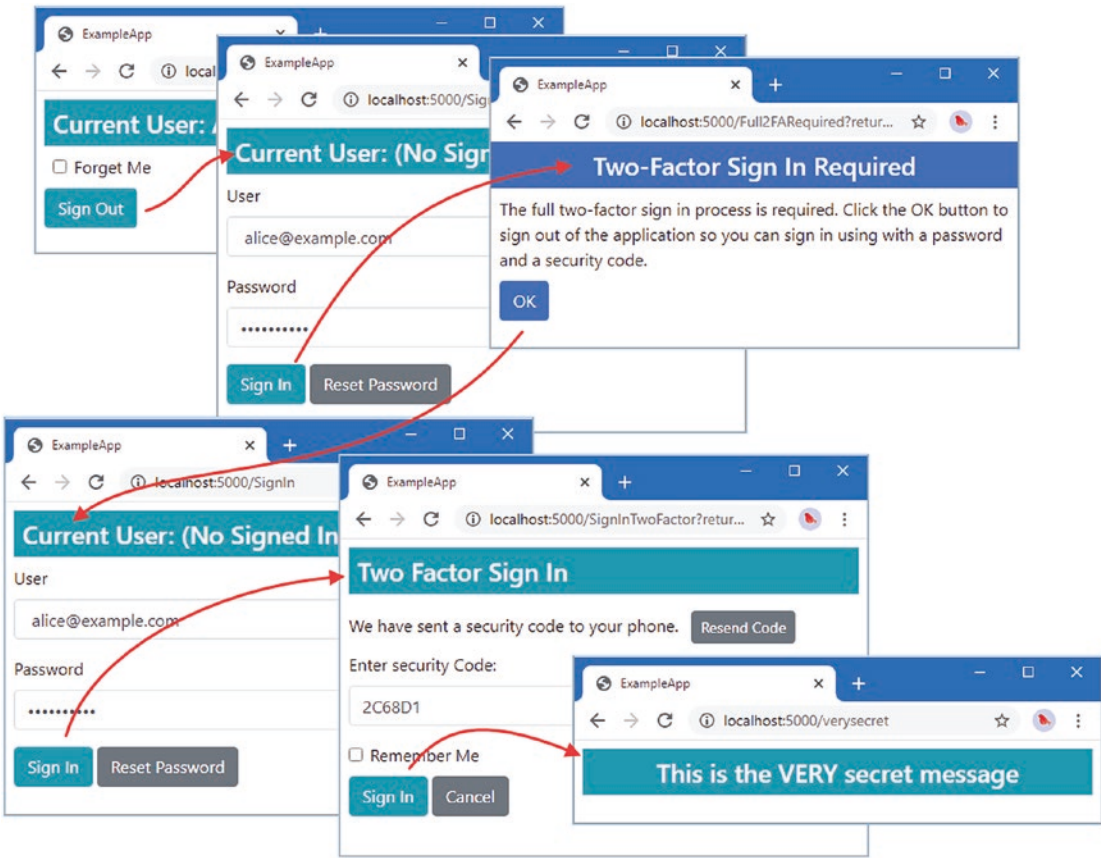 ExampleApp
local
Current User:
Forget Me
Sign Out
ExampleApp
localhost:5000/Sig
Current User: (No Sign
User
alice@example.com
Password
••••••••••
Sign In
Reset Password
ExampleApp
localhost:5000/Full2FARequired?retur...
Two-Factor Sign In Required
The full two-factor sign in process is required. Click the OK button to
sign out of the application so you can sign in using with a password
and a security code.
OK
ExampleApp
localhost:5000/SignIn
Current User: (No Signed In
User
alice@example.com
Password
••••••••••
Sign In
Reset Password
ExampleApp
localhost:5000/SignInTwoFactor?retur...
Two Factor Sign In
We have sent a security code to your phone.
Resend Code
Enter security Code:
2C68D1
Remember Me
Sign In
Cancel
ExampleApp
localhost:5000/verysecret
This is the VERY secret message